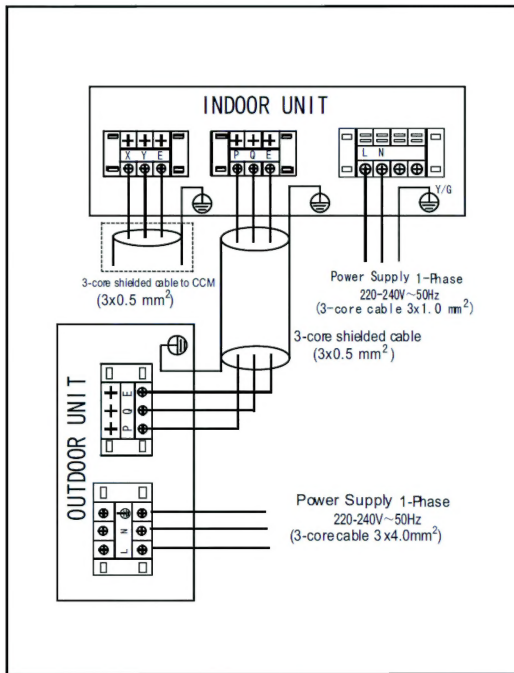 INDOOR UNIT
X Y E
P Q E
L N
Y/G
3-core shielded cable to CCM
(3x0.5 mm²)
Power Supply 1-Phase
220-240V~50Hz
(3-core cable 3x1.0 mm²)
3-core shielded cable
(3x0.5 mm²)
OUTDOOR UNIT
P Q E
L N
Power Supply 1-Phase
220-240V~50Hz
(3-core cable 3x4.0mm²)